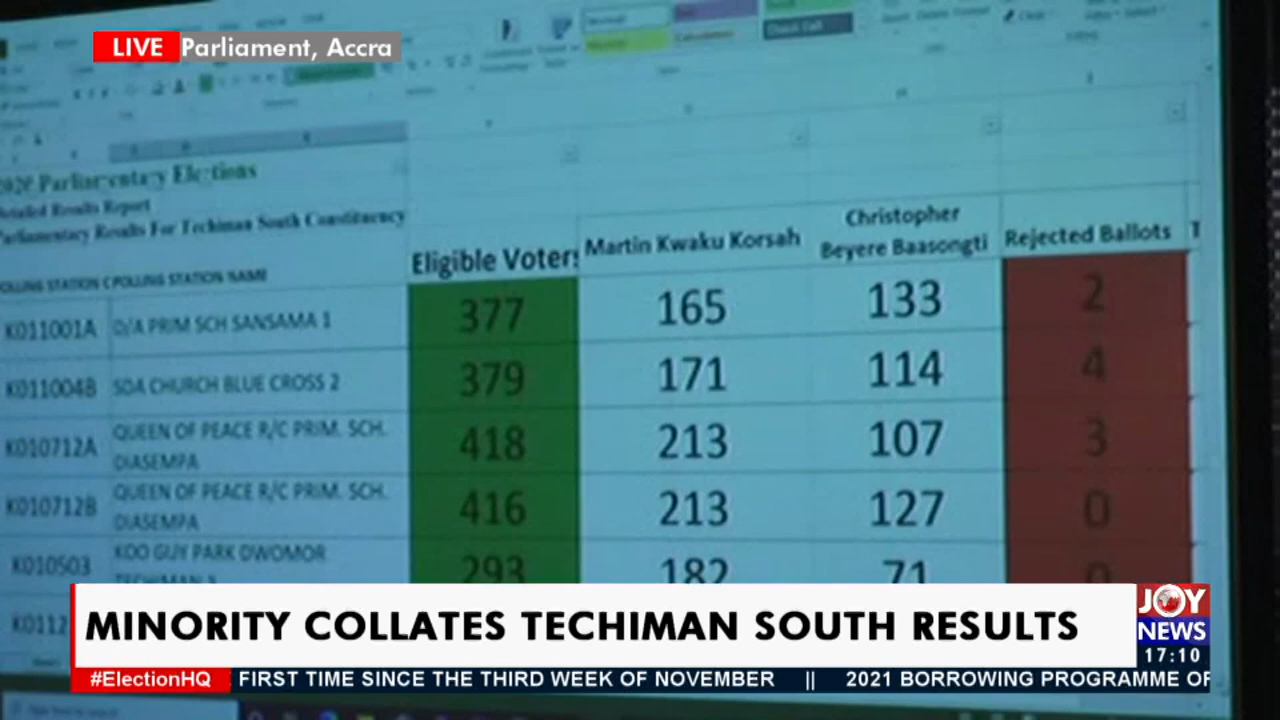 LIVE Parliament, Accra
2020 Parliamentary Elections
Detailed Results Report
Parliamentary Results For Techiman South Constituency
Eligible Voters
Martin Kwaku Korsah
Christopher
Beyere Baasongti
Rejected Ballots
T
POLLING STATION C POLLING STATION NAME
K011001A D/A PRIM SCH SANSAMA 1 377 165 133 2
K011004B SDA CHURCH BLUE CROSS 2 379 171 114 4
K010712A QUEEN OF PEACE R/C PRIM. SCH.
DIASEMPA 418 213 107 3
K010712B QUEEN OF PEACE R/C PRIM. SCH.
DIASEMPA 416 213 127 0
K010503 KOO GUY PARK DWOMOR
293 182 71 0
K0112
MINORITY COLLATES TECHIMAN SOUTH RESULTS
JOY
NEWS
17:10
#ElectionHQ FIRST TIME SINCE THE THIRD WEEK OF NOVEMBER || 2021 BORROWING PROGRAMME OF